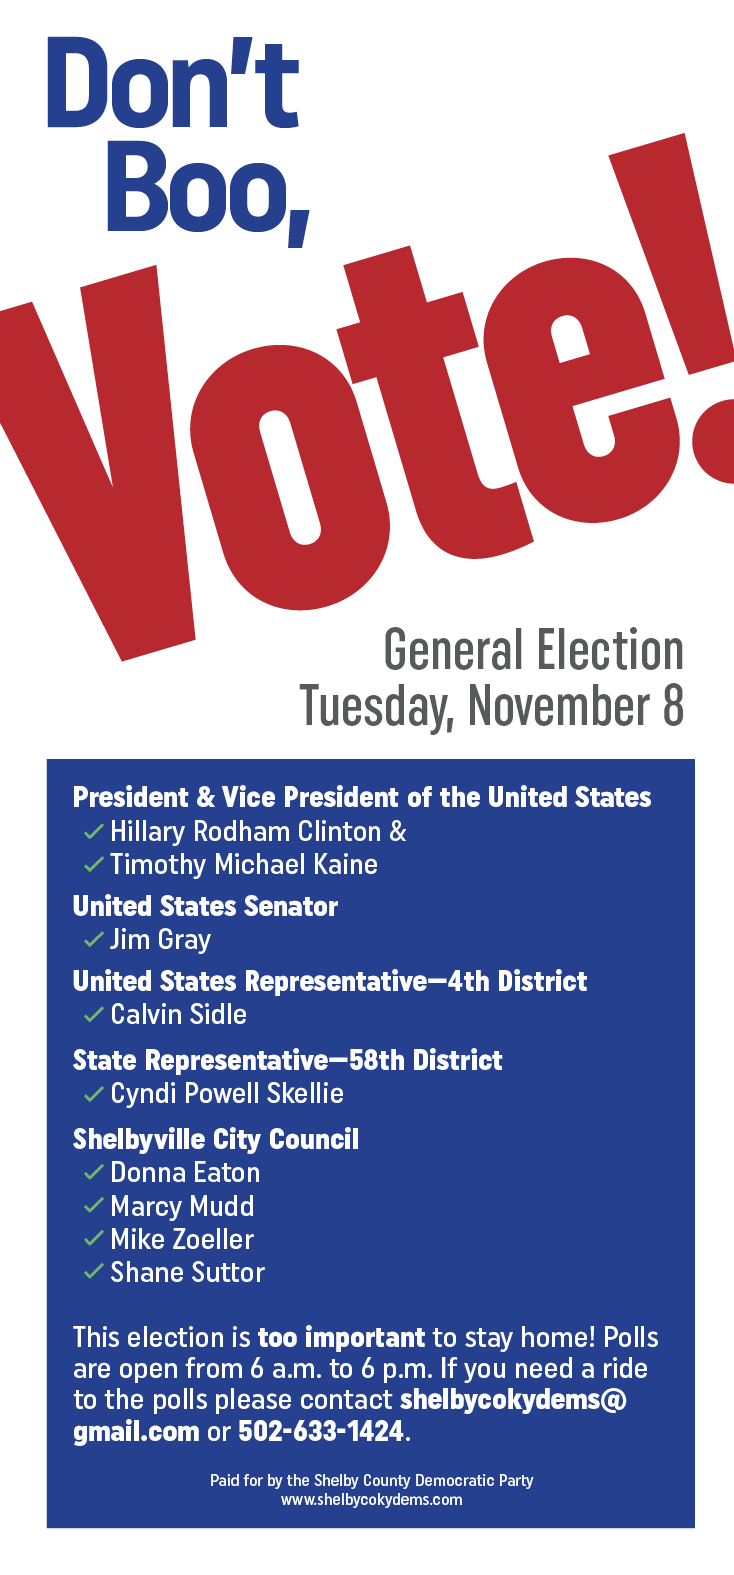 Don't
Boo,
Vote!
General Election
Tuesday, November 8
President & Vice President of the United States
✓ Hillary Rodham Clinton &
✓ Timothy Michael Kaine
United States Senator
✓ Jim Gray
United States Representative—4th District
✓ Calvin Sidle
State Representative—58th District
✓ Cyndi Powell Skellie
Shelbyville City Council
✓ Donna Eaton
✓ Marcy Mudd
✓ Mike Zoeller
✓ Shane Suttor
This election is too important to stay home! Polls
are open from 6 a.m. to 6 p.m. If you need a ride
to the polls please contact shelbycokydems@
gmail.com or 502-633-1424.
Paid for by the Shelby County Democratic Party
www.shelbycokydems.com